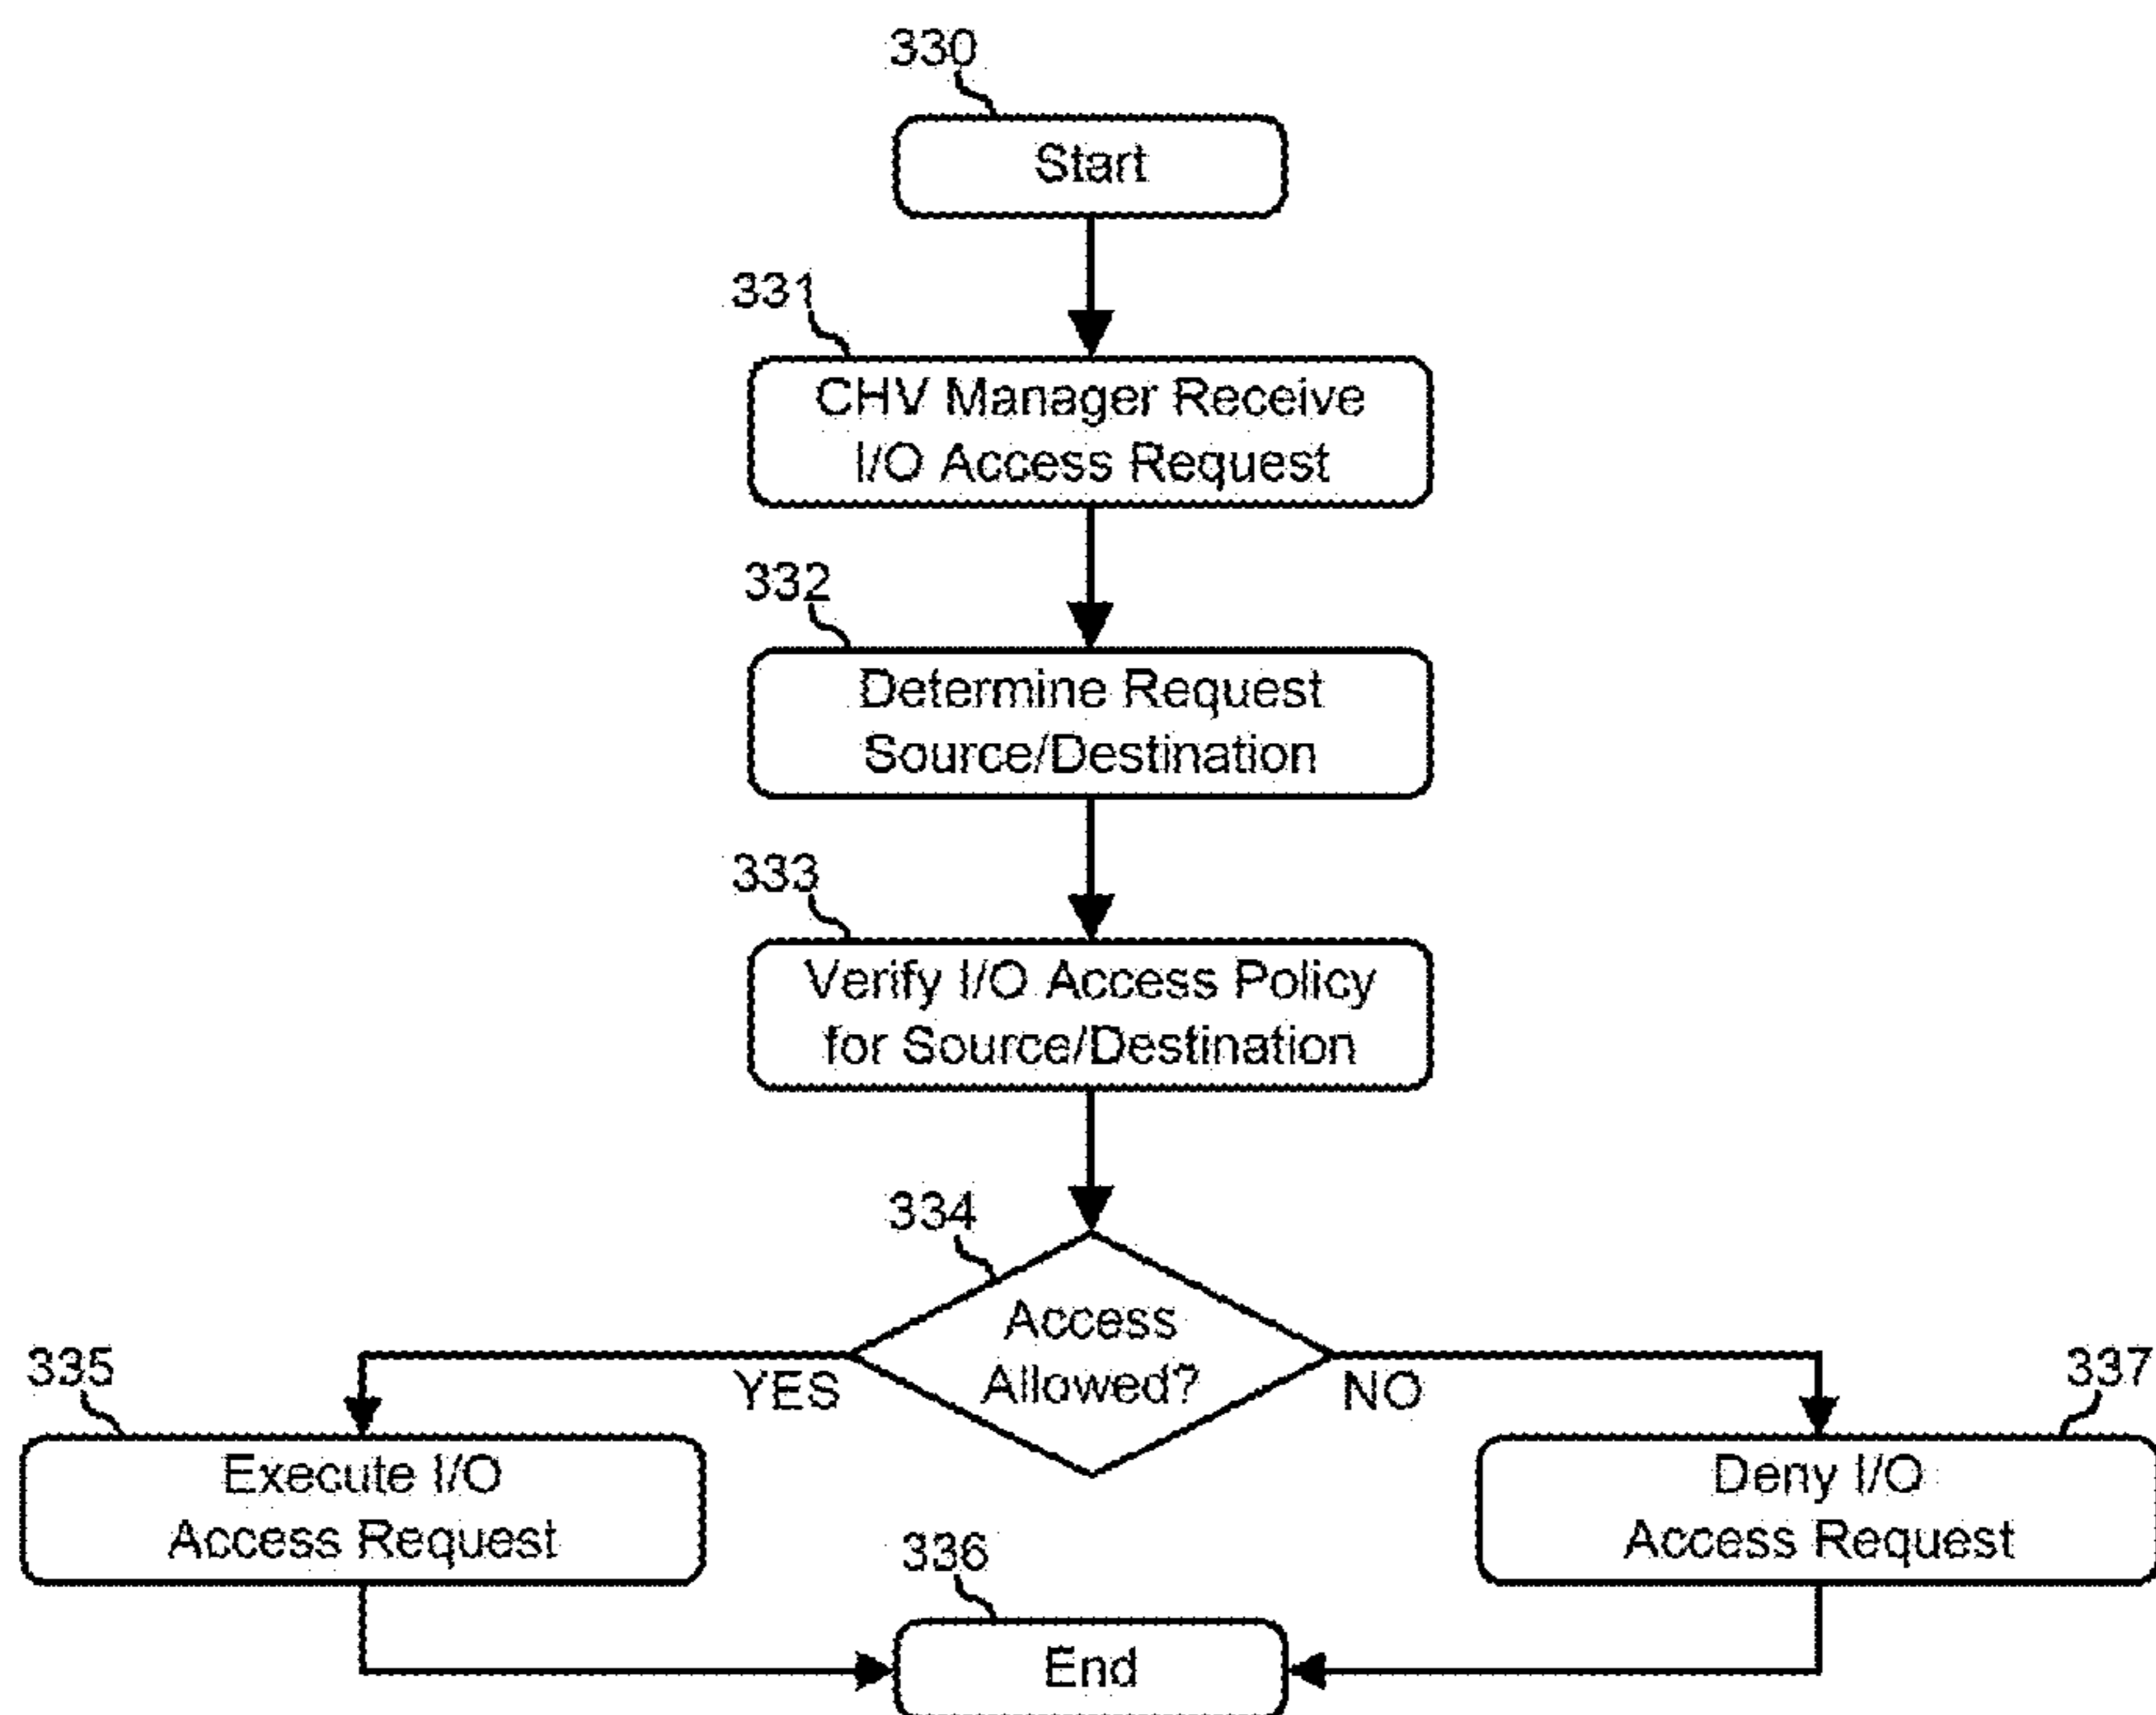 330
Start
331
CHV Manager Receive
I/O Access Request
332
Determine Request
Source/Destination
333
Verify I/O Access Policy
for Source/Destination
334
Access
Allowed?
YES
NO
335
Execute I/O
Access Request
337
Deny I/O
Access Request
336
End